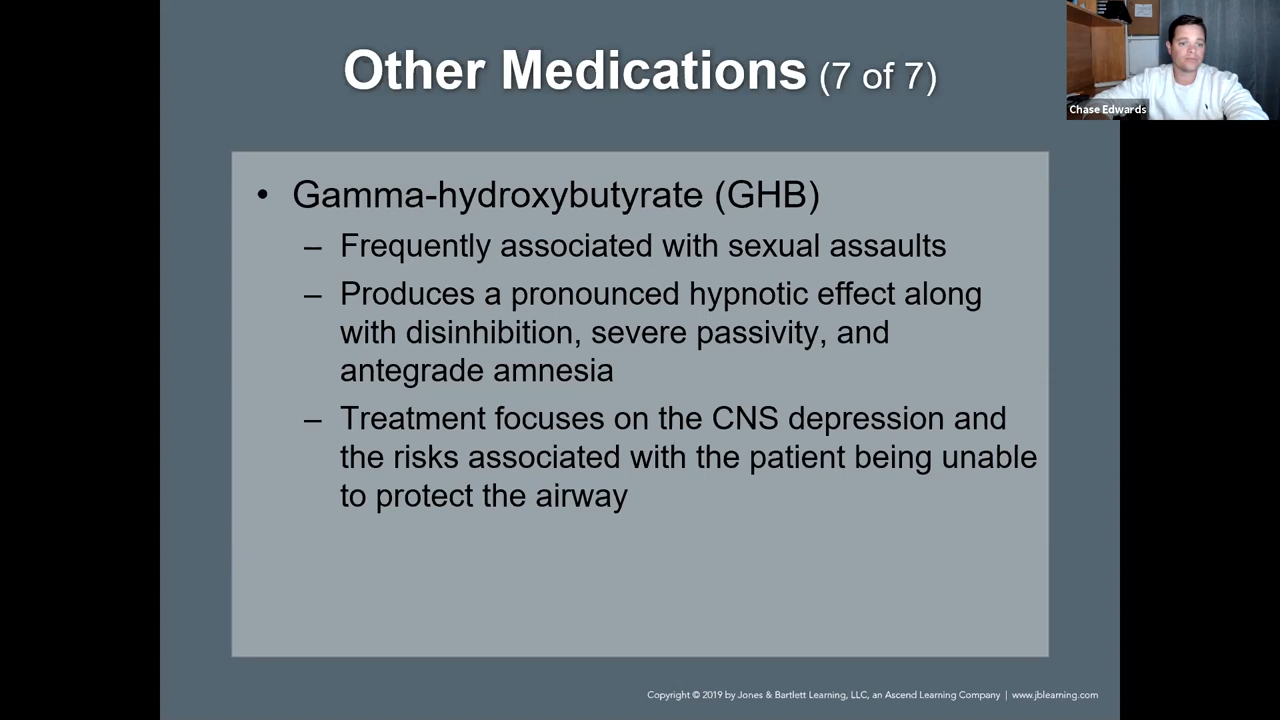 Other Medications (7 of 7)
Chase Edwards
• Gamma-hydroxybutyrate (GHB)
– Frequently associated with sexual assaults
– Produces a pronounced hypnotic effect along
with disinhibition, severe passivity, and
antegrade amnesia
– Treatment focuses on the CNS depression and
the risks associated with the patient being unable
to protect the airway
Copyright © 2019 by Jones & Bartlett Learning, LLC, an Ascend Learning Company | www.jblearning.com